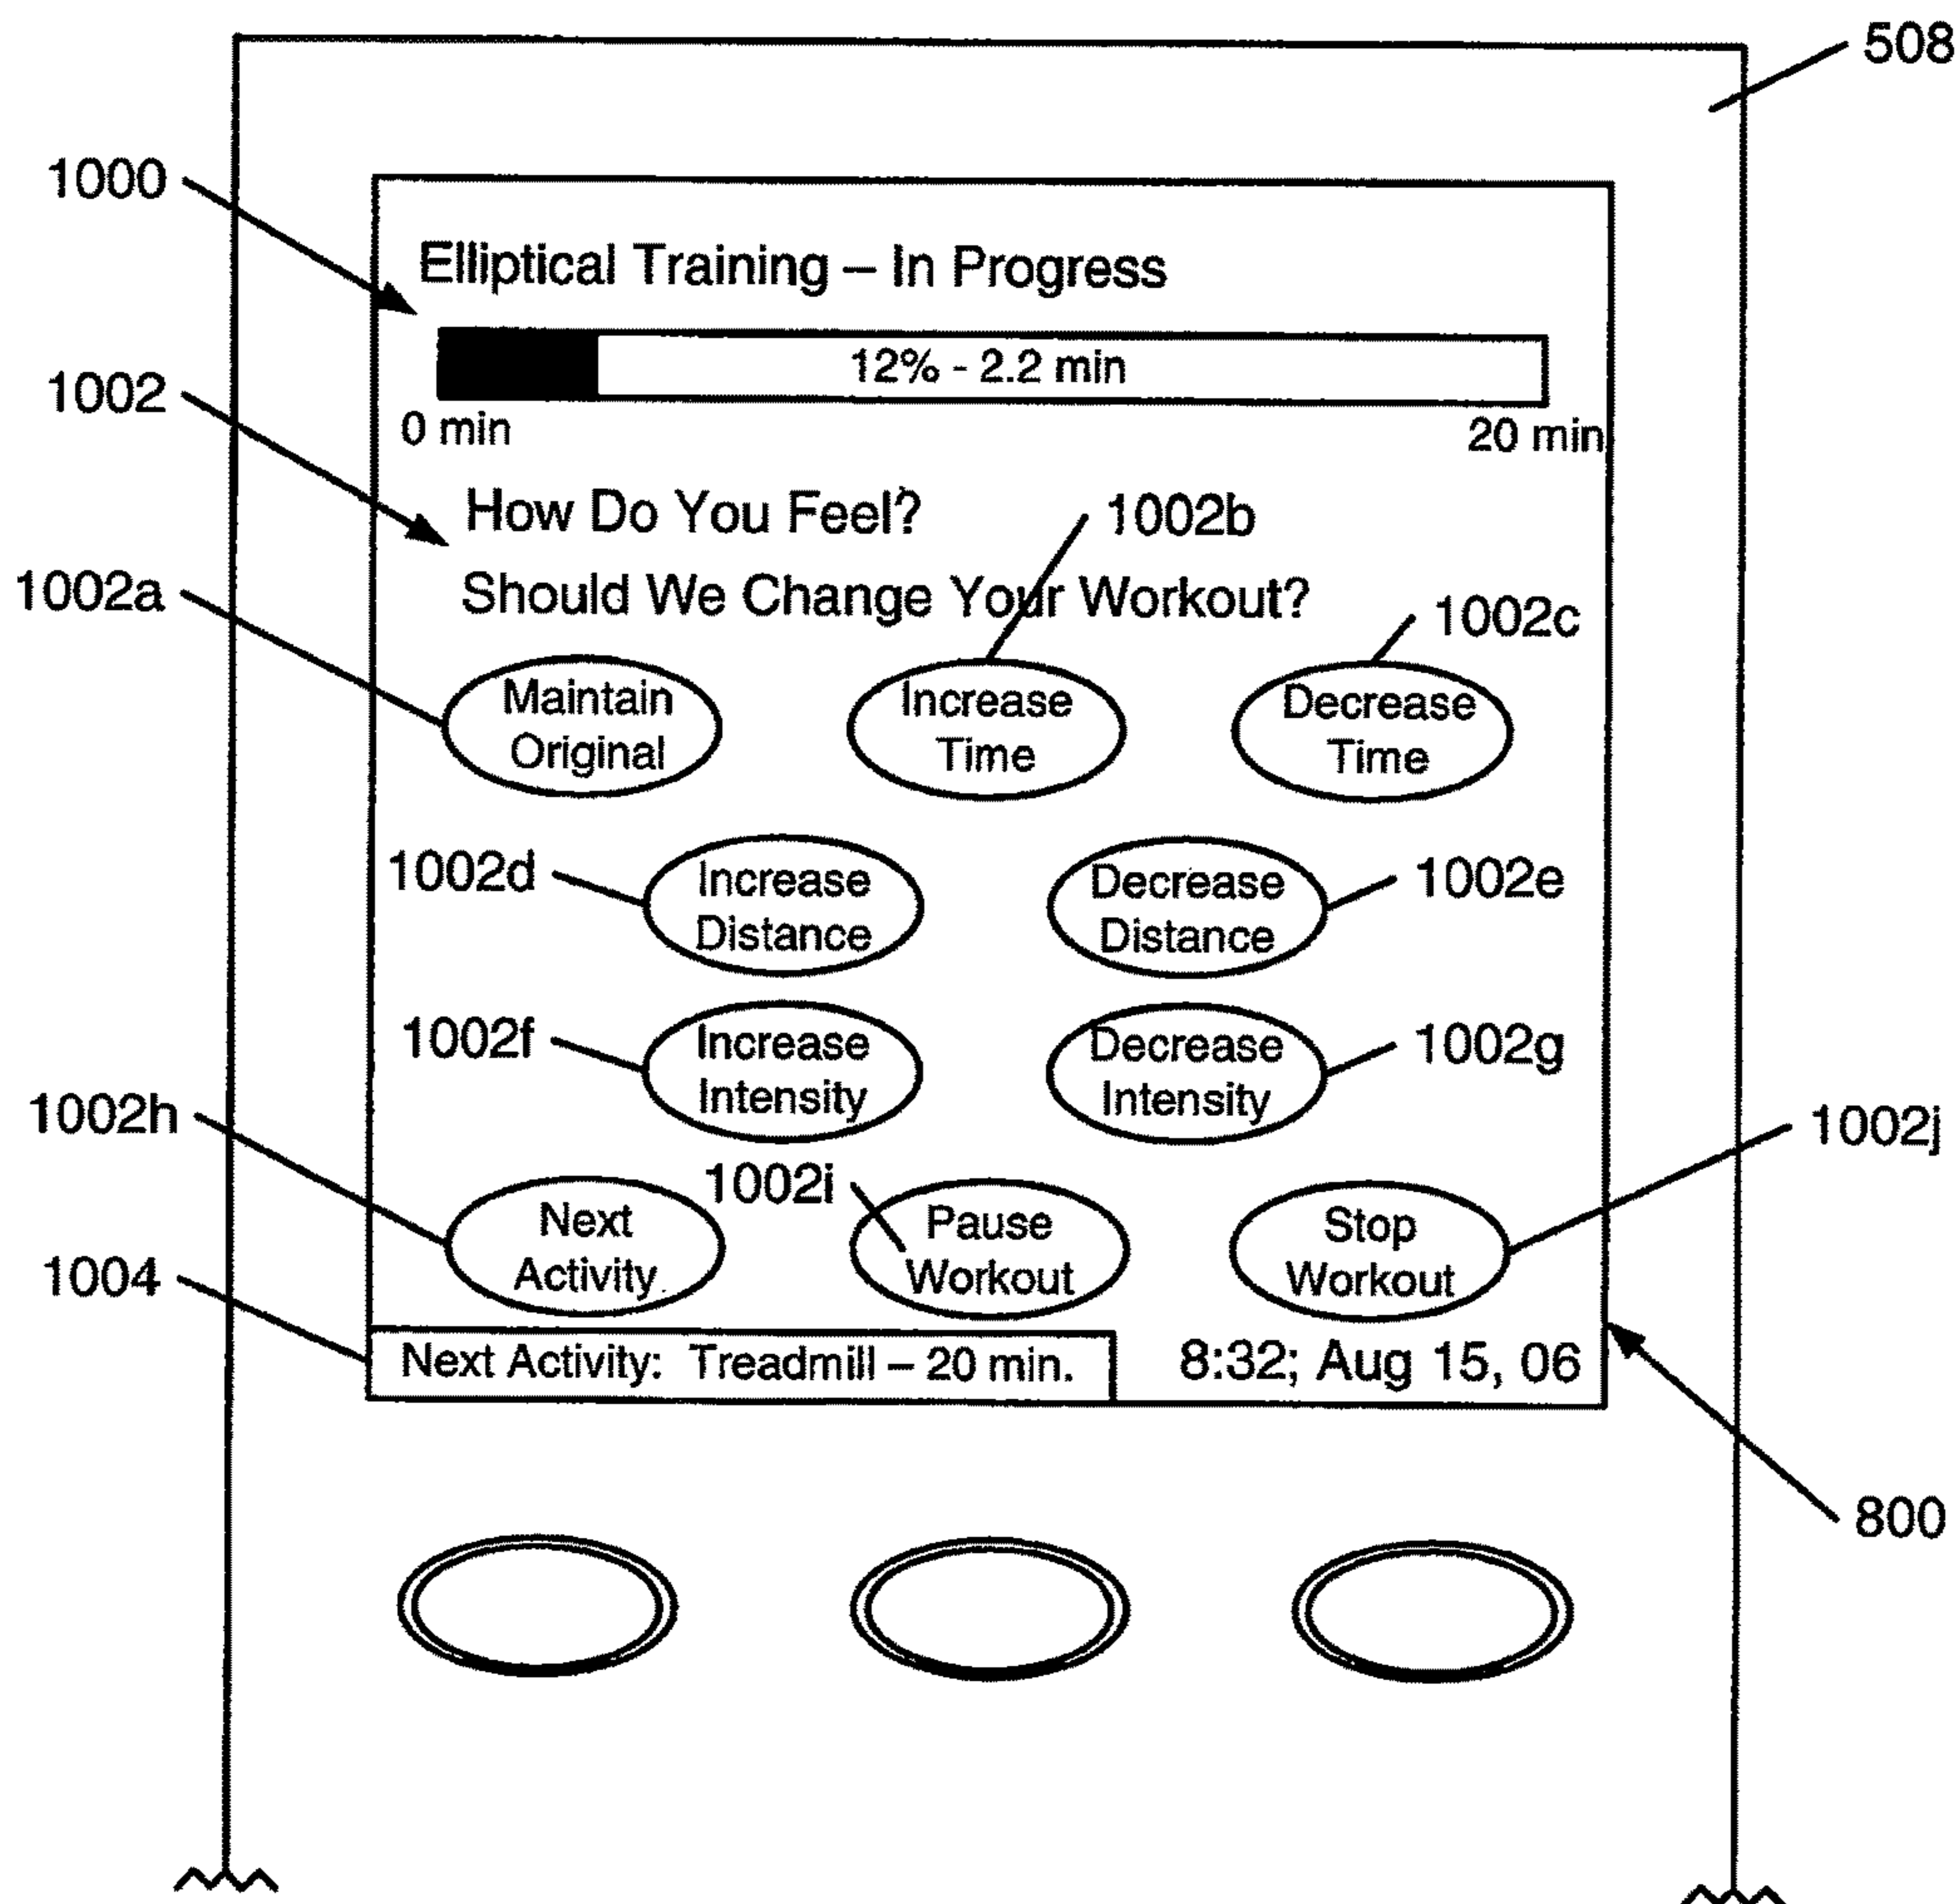 508
1000
Elliptical Training – In Progress
12% - 2.2 min
1002
0 min
20 min
How Do You Feel?
1002b
1002a
Should We Change Your Workout?
1002c
Maintain
Original
Increase
Time
Decrease
Time
1002d
Increase
Distance
Decrease
Distance
1002e
1002f
Increase
Intensity
Decrease
Intensity
1002g
1002h
1002j
1002i
Next
Activity
Pause
Workout
Stop
Workout
1004
Next Activity: Treadmill – 20 min.
8:32; Aug 15, 06
800